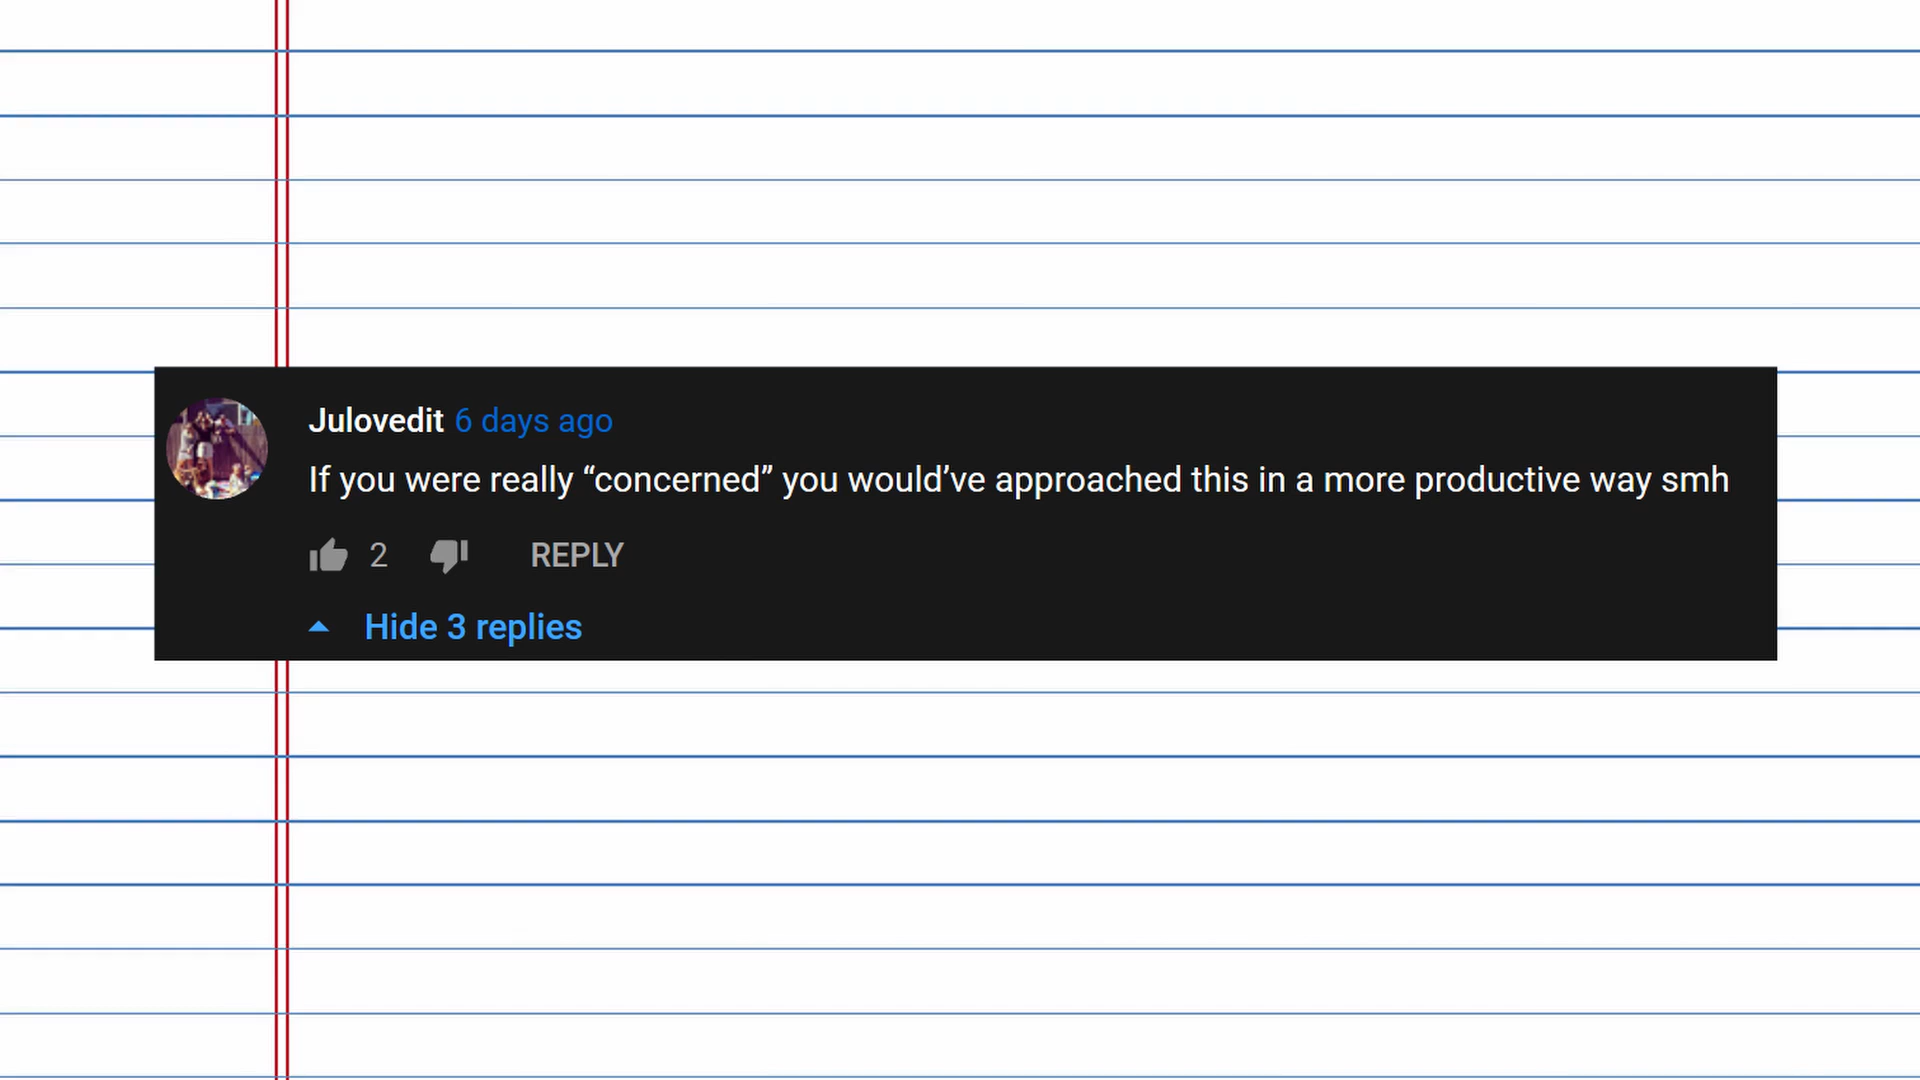 Julovedit 6 days ago
If you were really “concerned” you would’ve approached this in a more productive way smh
2 REPLY
Hide 3 replies